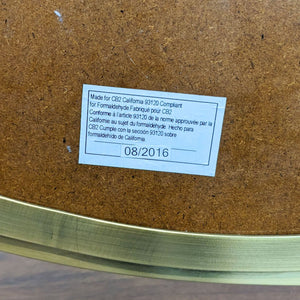 Made for CB2 California 93120 Compliant
for Formaldehyde.Fabriqué pour CB2
Conforme à l'article 93120 de la norme approuvée par la
Californie au sujet du formaldehyde. Hecho para
CB2 Cumple con la sección 93120 sobre
formaldehído de California.
08/2016